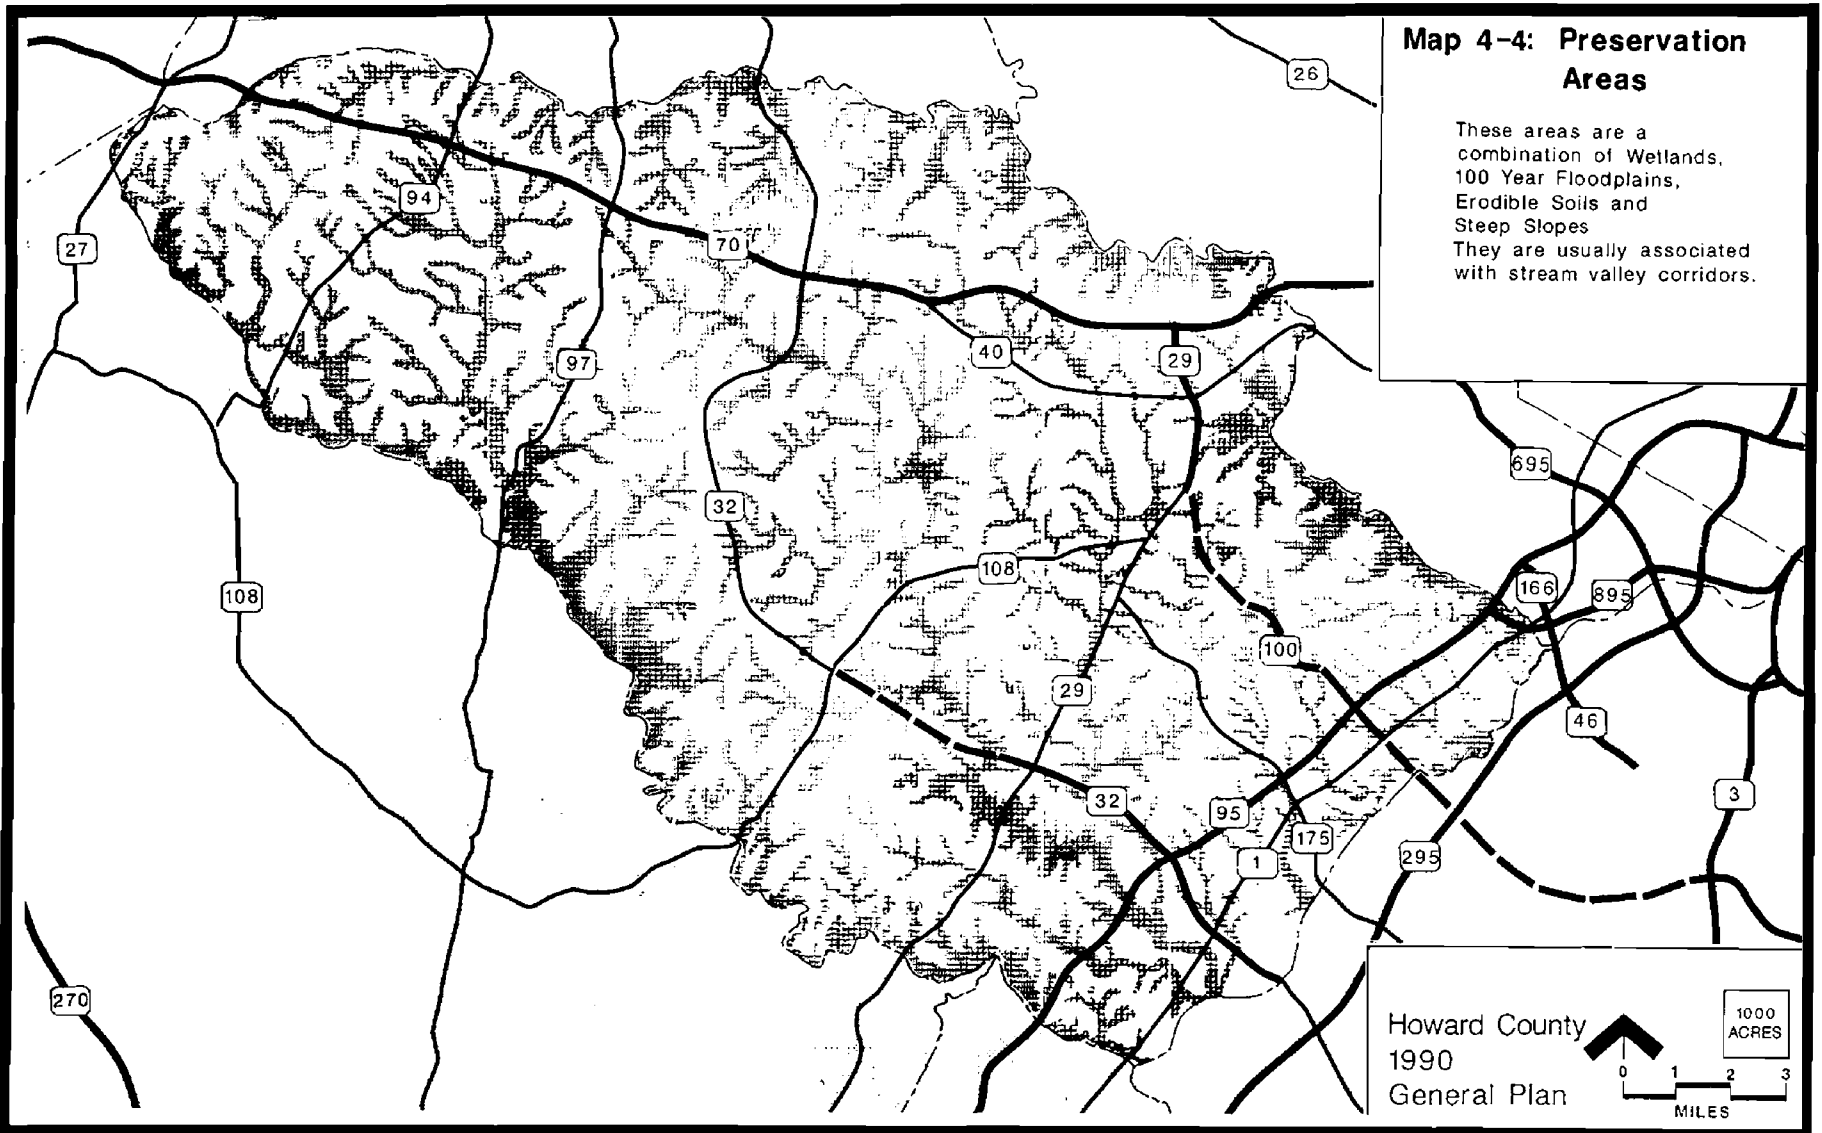 Map 4-4: Preservation
Areas
These areas are a
combination of Wetlands,
100 Year Floodplains,
Erodible Soils and
Steep Slopes
They are usually associated
with stream valley corridors.
26
94
27
70
40
29
97
695
32
108
108
166
895
100
29
46
3
32
95
175
1
295
270
Howard County
1990
General Plan
1000
ACRES
0 1 2 3
MILES